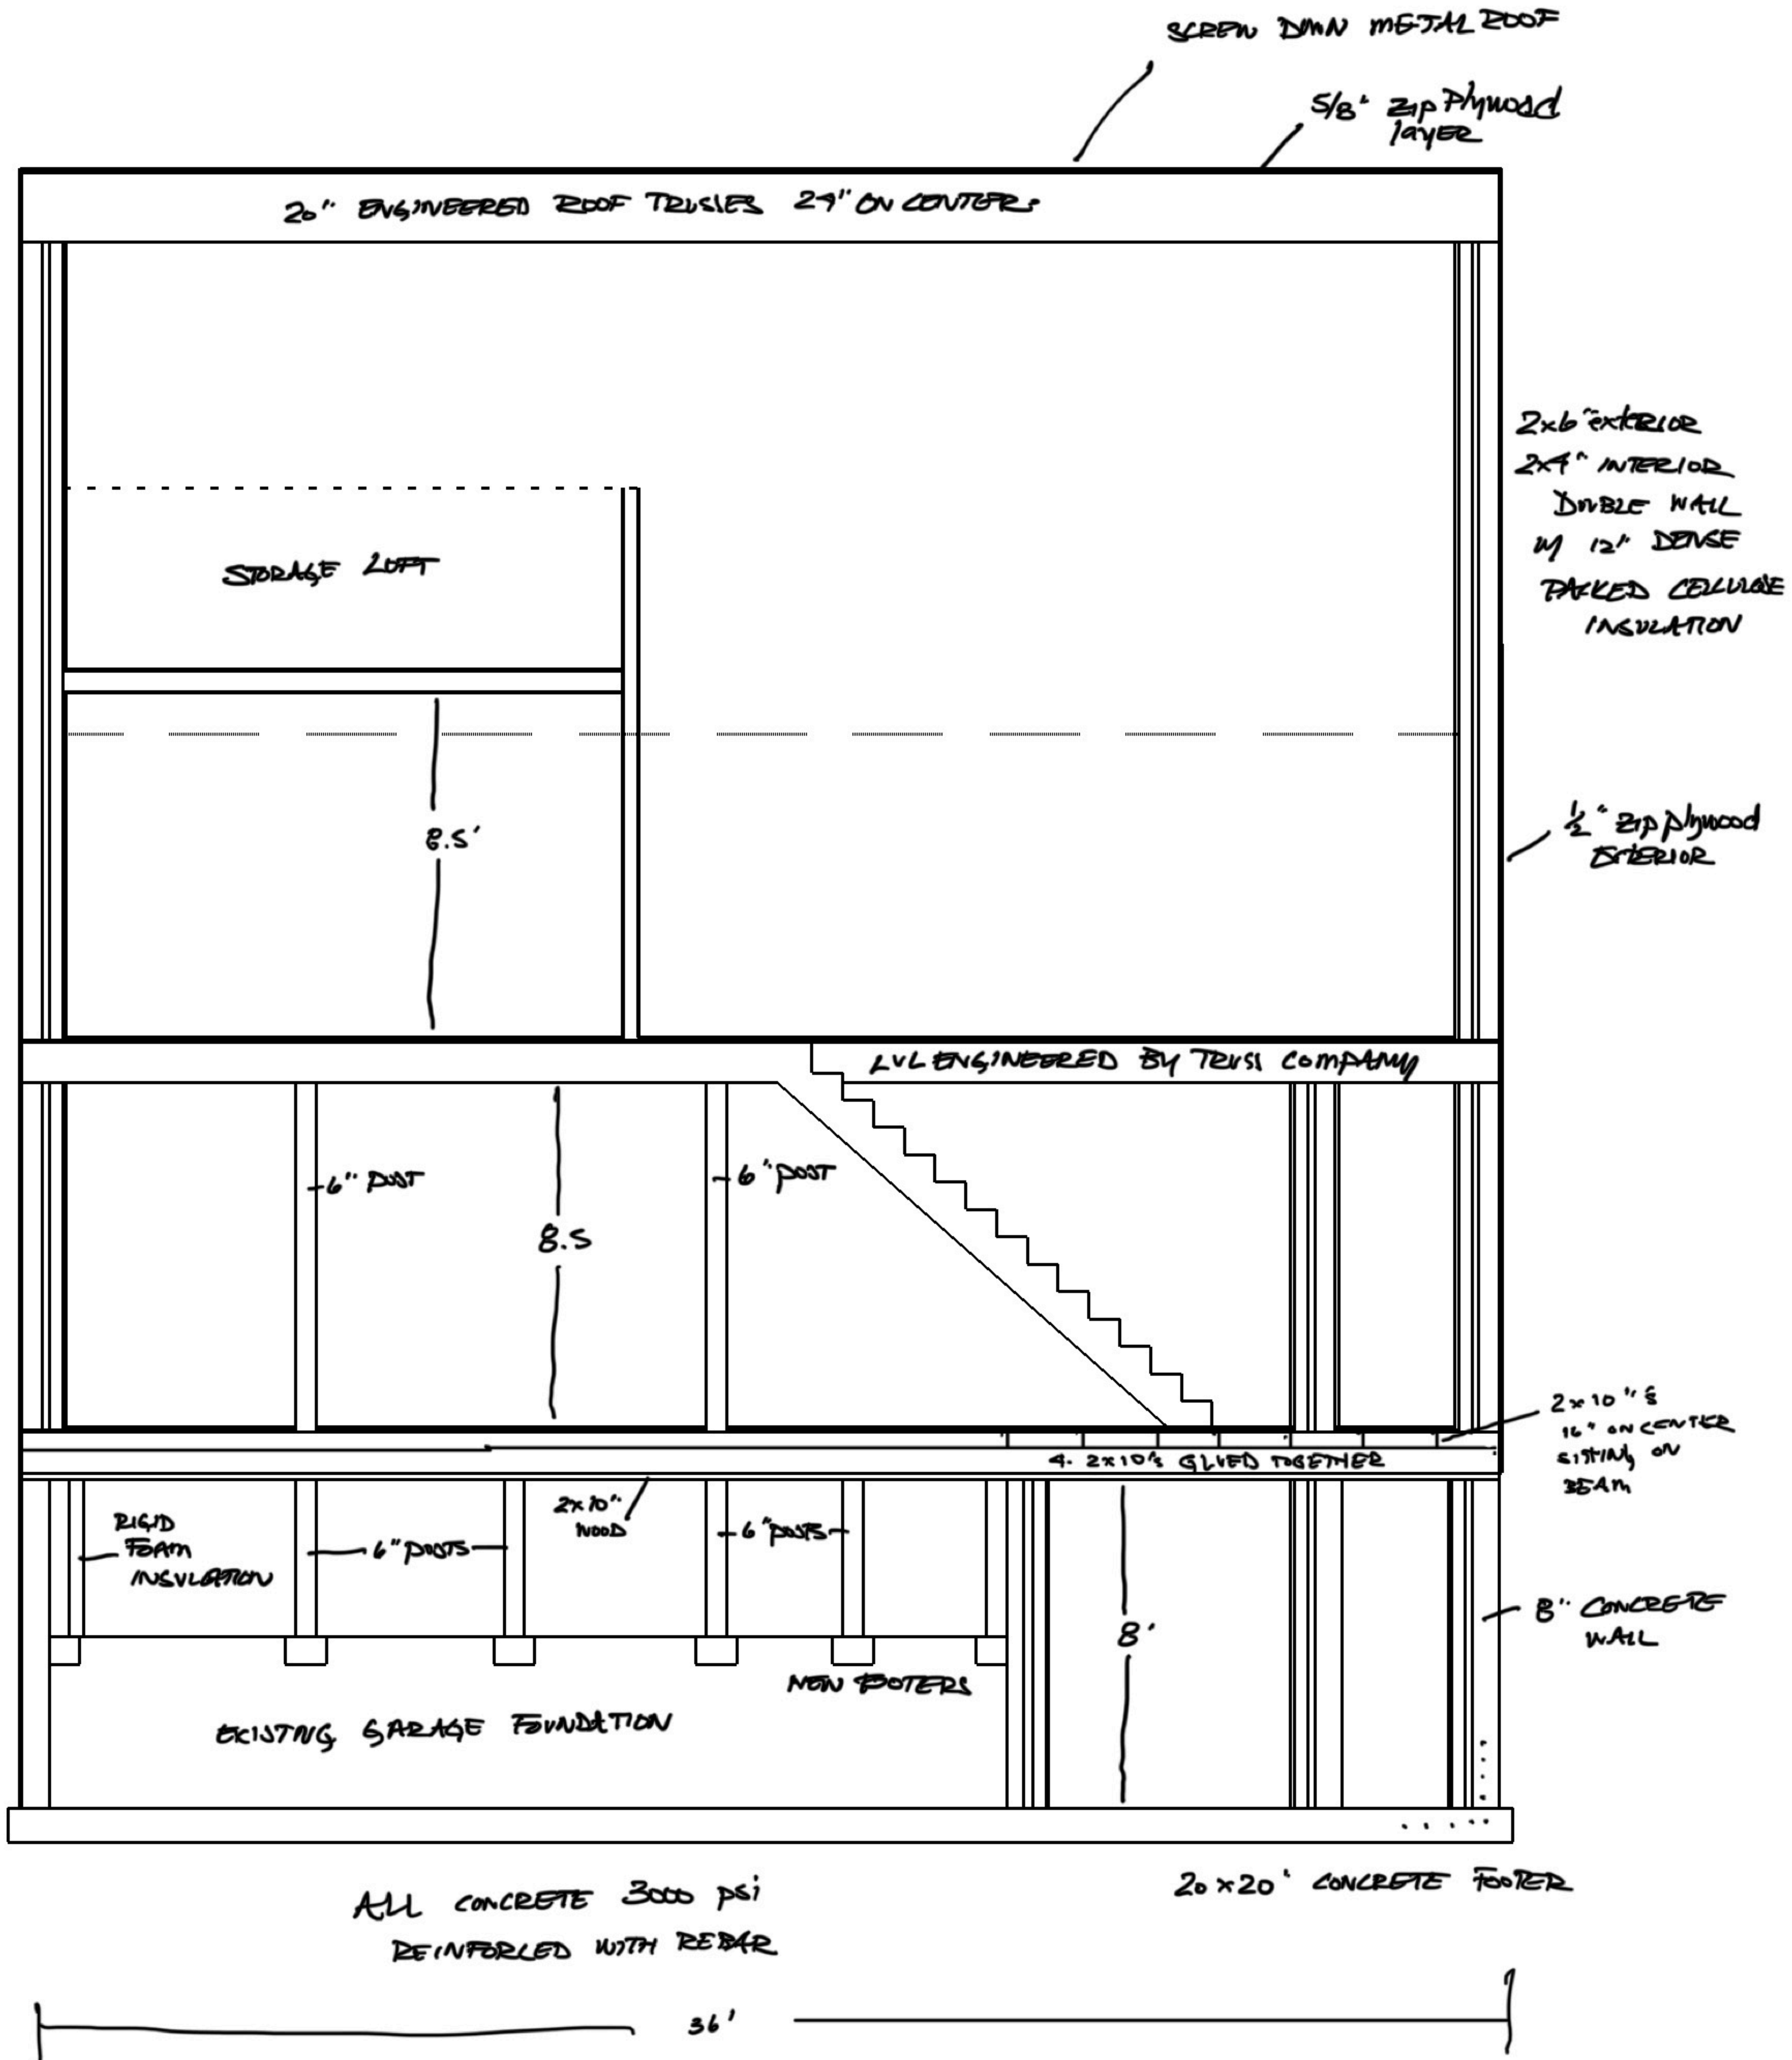 SCREW DOWN METAL ROOF
5/8" ZIP PLYWOOD
LAYER
20" ENGINEERED ROOF TRUSSES 24" ON CENTER
2x6" EXTERIOR
2x4" INTERIOR
DOUBLE WALL
W/ 12" DENSE
PACKED CELLULOSE
INSULATION
STORAGE LOFT
8.5'
1/2" ZIP PLYWOOD
EXTERIOR
LVL ENGINEERED BY TRUSS COMPANY
6" POST
6" POST
8.5
2x10"s
16" ON CENTER
SISTING ON
BEAM
4- 2x10's GLUED TOGETHER
RIGID
FOAM
INSULATION
6" POSTS
2x10"
WOOD
6" POSTS
8'
8" CONCRETE
WALL
NEW FOOTERS
EXISTING GARAGE FOUNDATION
20x20" CONCRETE FOOTER
ALL CONCRETE 3000 psi
REINFORCED WITH REBAR
36'